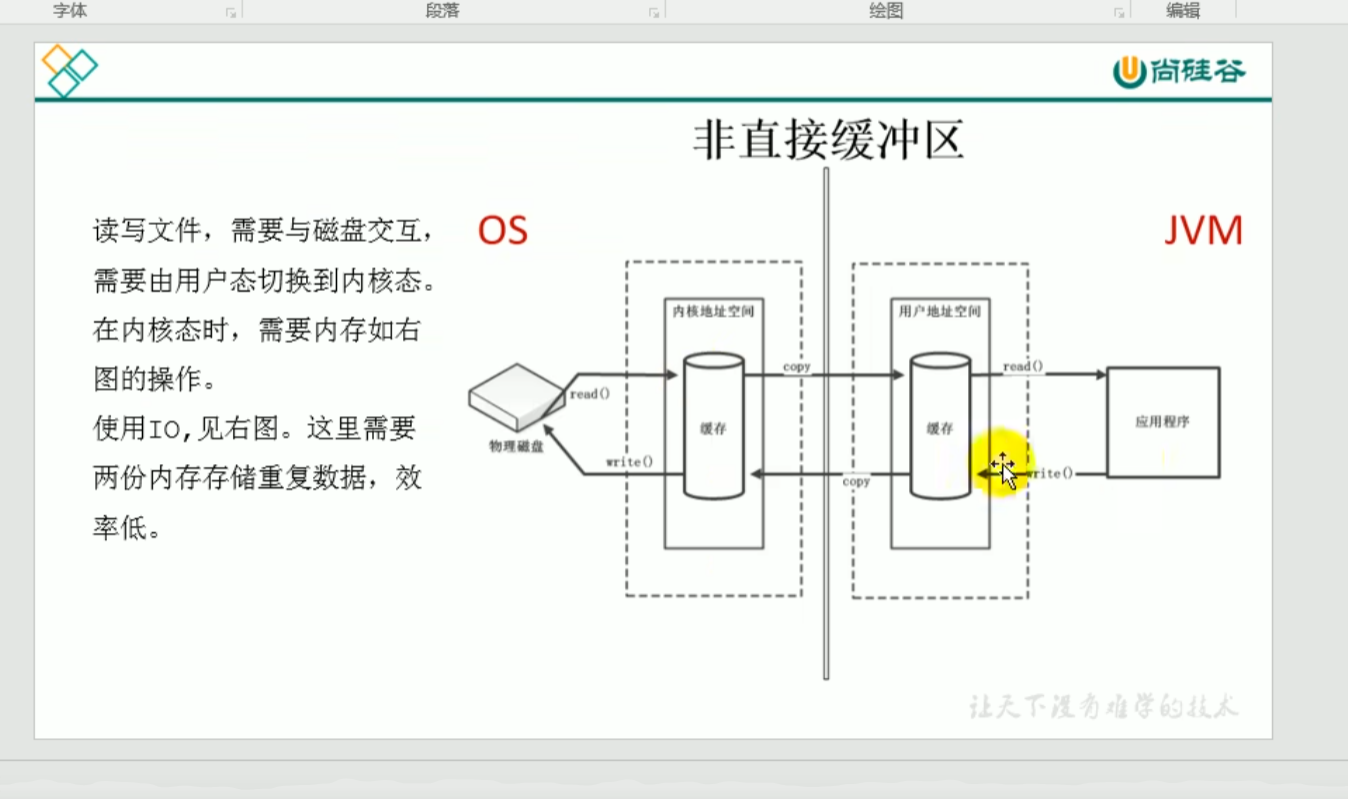 字体
段落
绘图
编辑
尚硅谷
非直接缓冲区
读写文件，需要与磁盘交互，
需要由用户态切换到内核态。
在内核态时，需要内存如右
图的操作。
使用IO,见右图。这里需要
两份内存存储重复数据，效
率低。
OS
JVM
内核地址空间
用户地址空间
copy
read()
read()
缓存
缓存
应用程序
物理磁盘
write()
copy
write()
让天下没有难学的技术